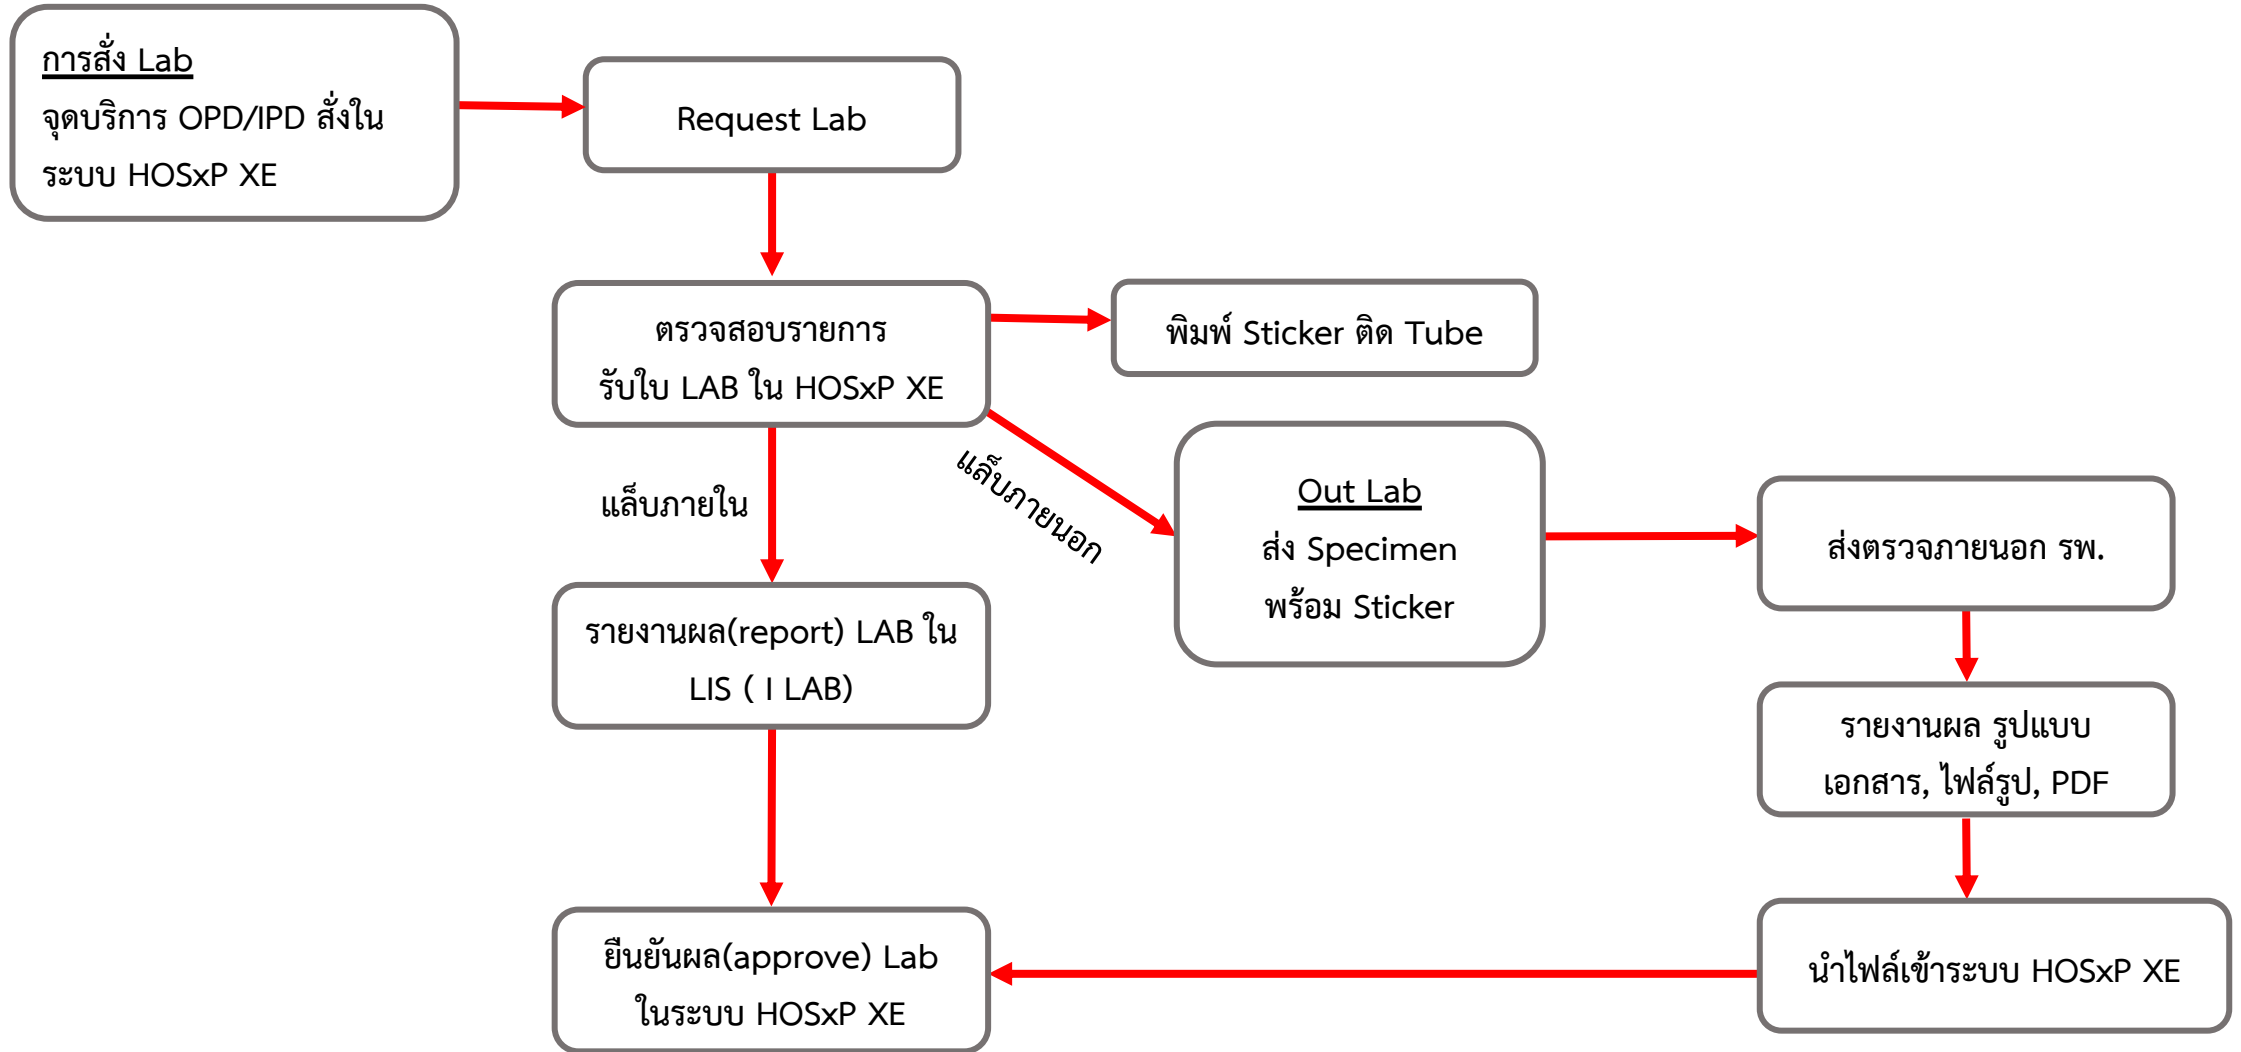 การสั่ง Lab
จุดบริการ OPD/IPD สั่งใน
ระบบ HOSxP XE
Request Lab
ตรวจสอบรายการ
รับใบ LAB ใน HOSxP XE
พิมพ์ Sticker ติด Tube
แล็บภายใน
แล็บภายนอก
Out Lab
ส่ง Specimen
พร้อม Sticker
ส่งตรวจภายนอก รพ.
รายงานผล(report) LAB ใน
LIS ( I LAB)
รายงานผล รูปแบบ
เอกสาร, ไฟล์รูป, PDF
ยืนยันผล(approve) Lab
ในระบบ HOSxP XE
นำไฟล์เข้าระบบ HOSxP XE